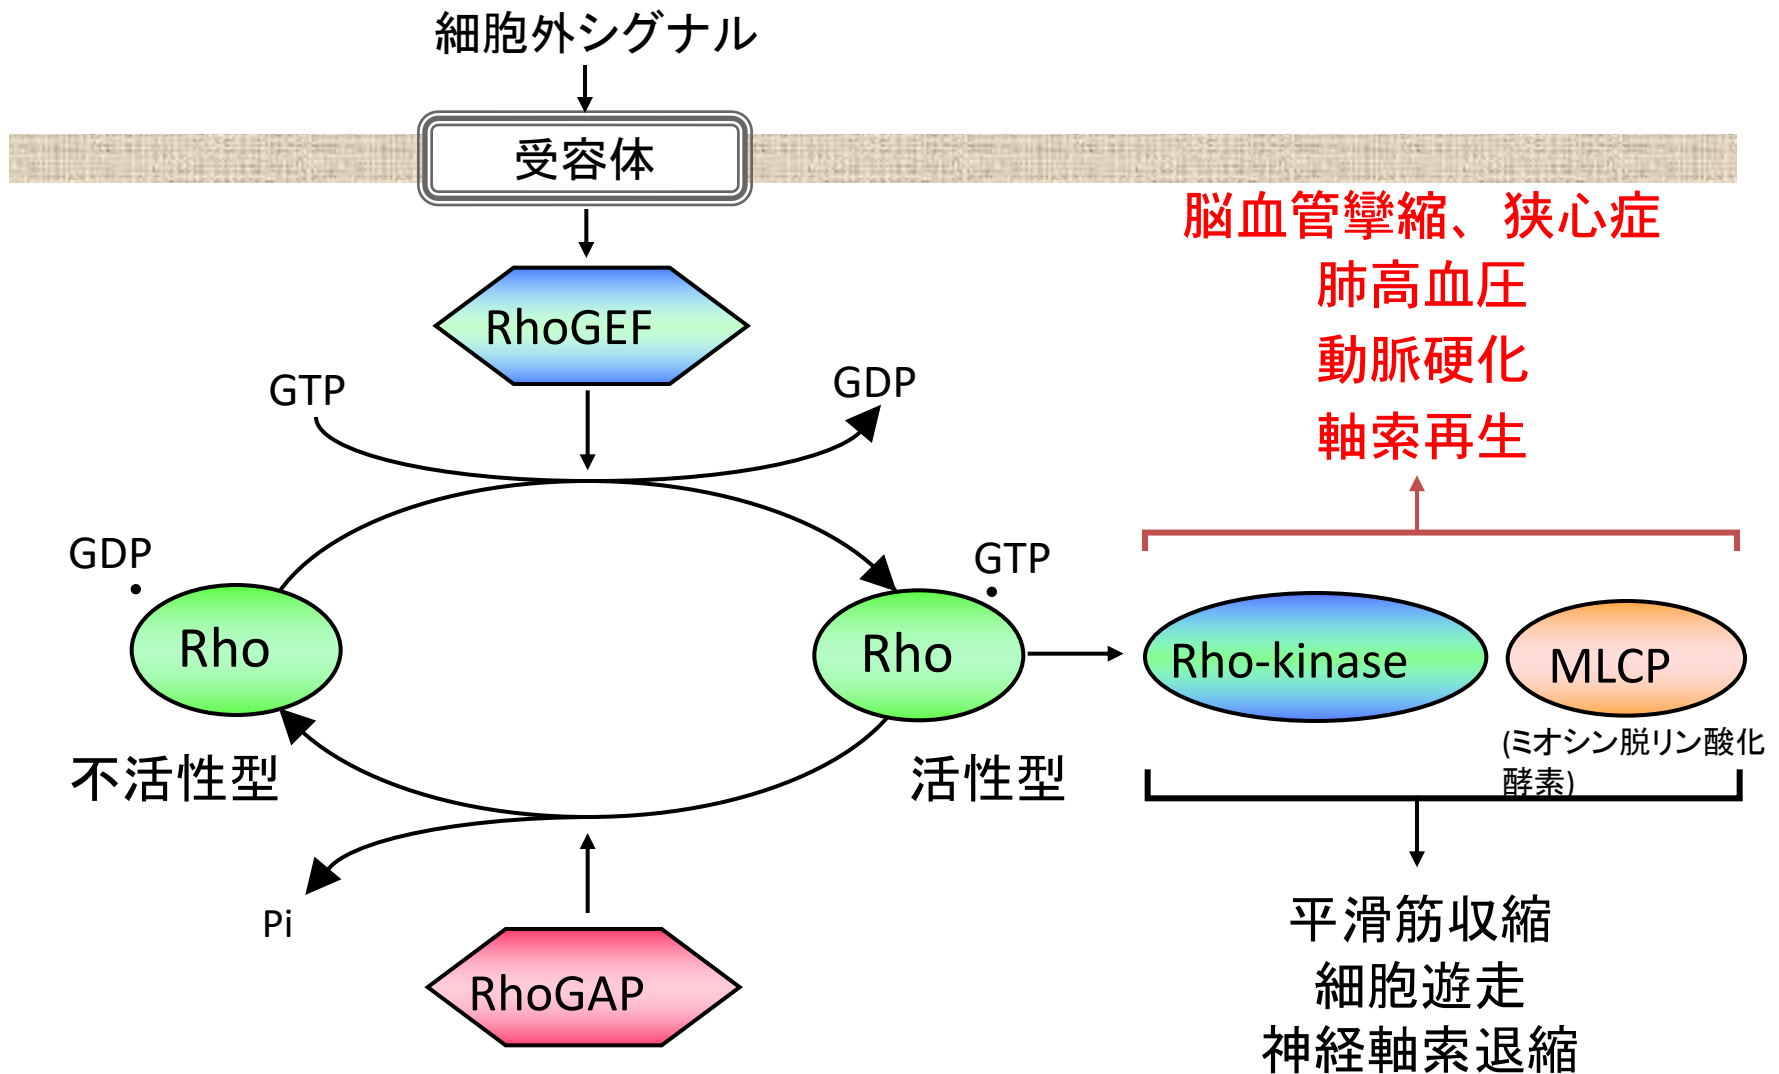 細胞外シグナル
受容体
脳血管攣縮、狭心症
肺高血圧
動脈硬化
軸索再生
RhoGEF
GTP
GDP
GDP
GTP
Rho
Rho
Rho-kinase
MLCP
(ミオシン脱リン酸化
酵素)
不活性型
活性型
Pi
RhoGAP
平滑筋収縮
細胞遊走
神経軸索退縮